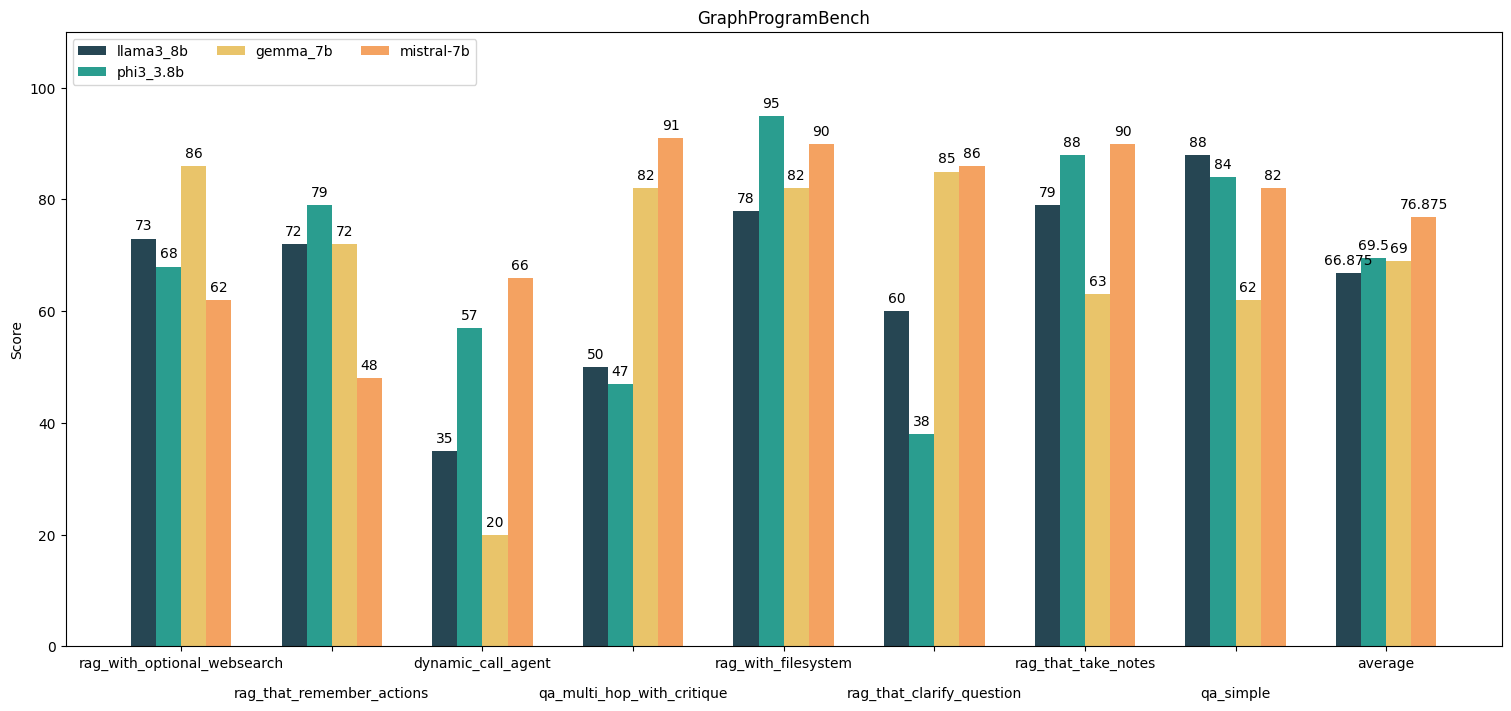 GraphProgramBench
llama3_8b
phi3_3.8b
gemma_7b
mistral-7b
Score
100
80
60
40
20
0
73
68
86
62
72
79
72
48
35
57
20
66
50
47
82
91
78
95
82
90
60
38
85
86
79
88
63
90
88
84
62
82
66.875
69.5
69
76.875
rag_with_optional_websearch
rag_that_remember_actions
dynamic_call_agent
qa_multi_hop_with_critique
rag_with_filesystem
rag_that_clarify_question
rag_that_take_notes
qa_simple
average